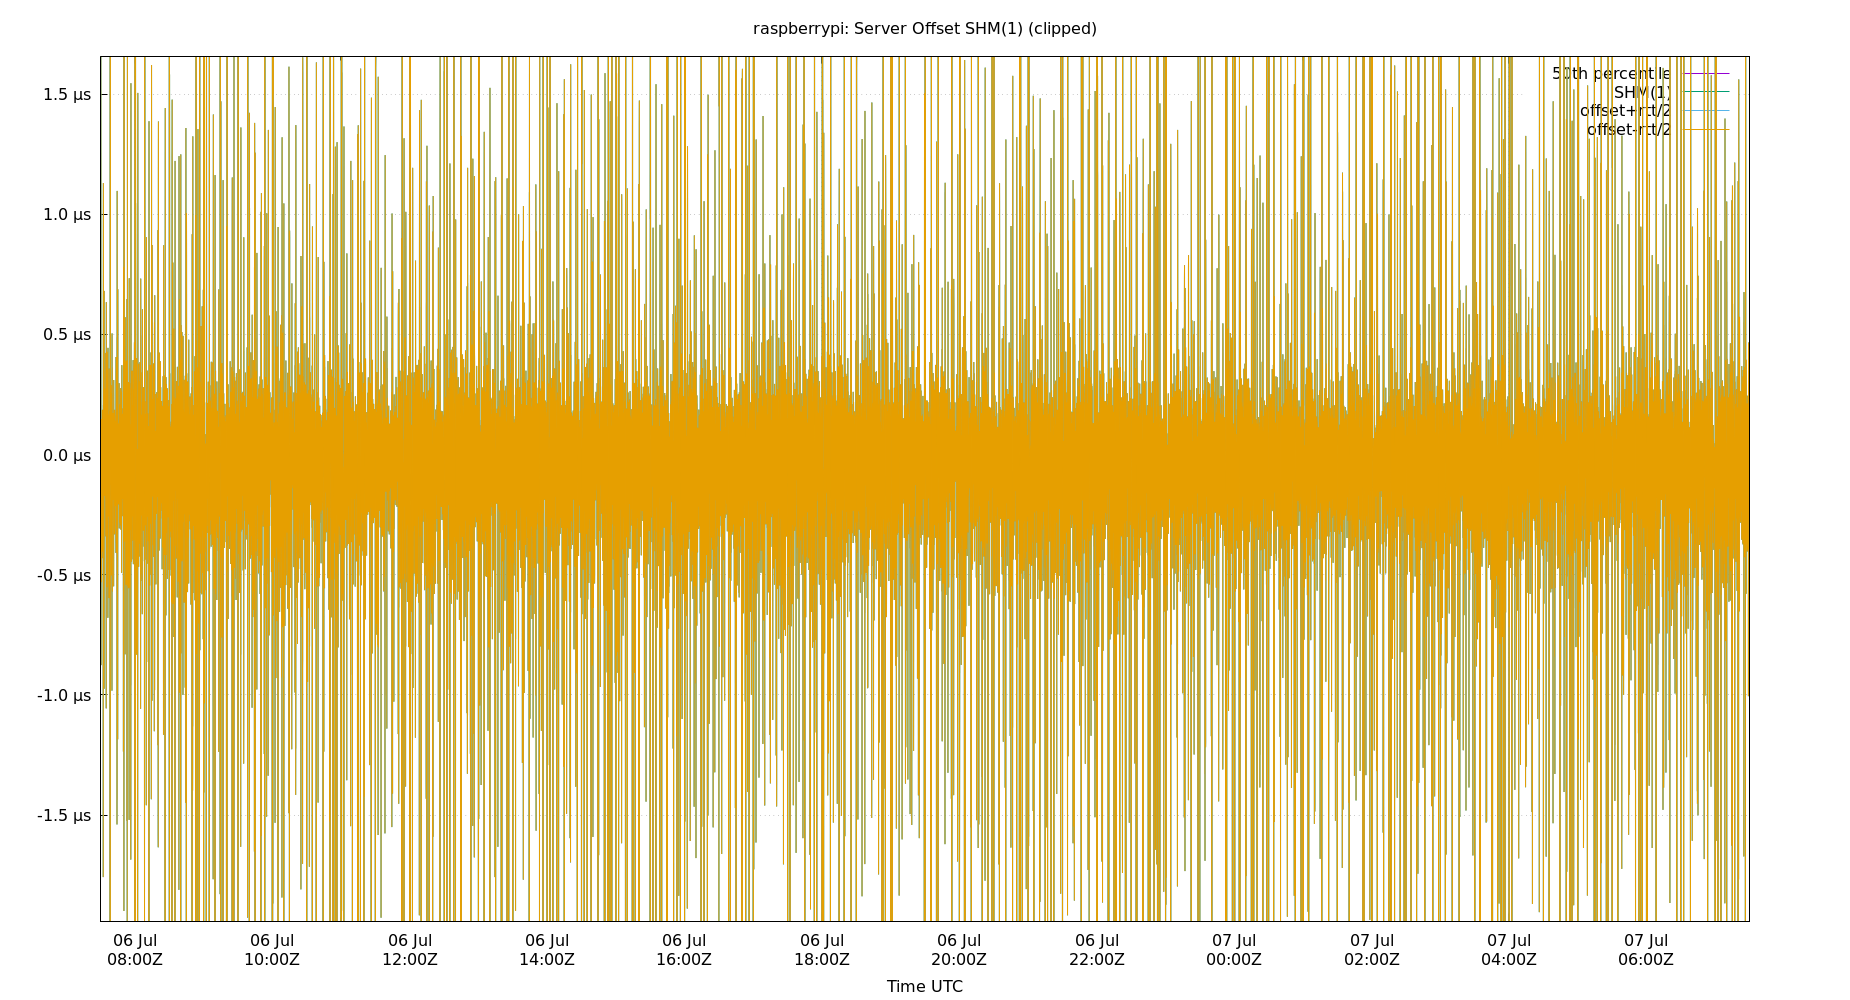 raspberrypi: Server Offset SHM(1) (clipped)
50th percentile
SHM(1)
offset+rtt/2
offset-rtt/2
1.5 µs
1.0 µs
0.5 µs
0.0 µs
-0.5 µs
-1.0 µs
-1.5 µs
06 Jul 06 Jul 06 Jul 06 Jul 06 Jul 06 Jul 06 Jul 06 Jul 07 Jul 07 Jul 07 Jul 07 Jul
08:00Z 10:00Z 12:00Z 14:00Z 16:00Z 18:00Z 20:00Z 22:00Z 00:00Z 02:00Z 04:00Z 06:00Z
Time UTC